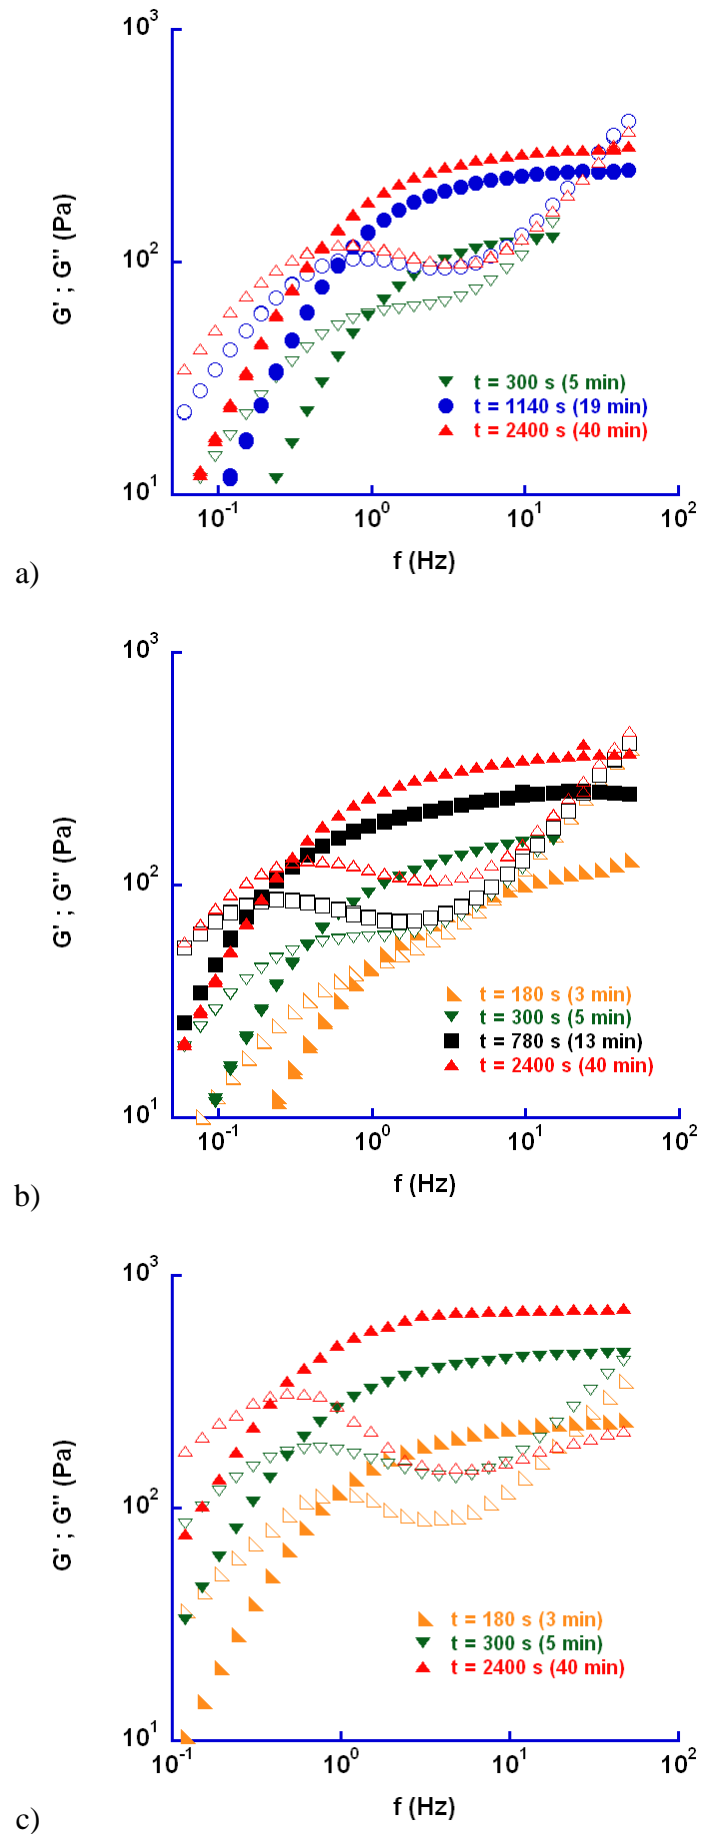 10³
G' ; G'' (Pa)
10²
t = 300 s (5 min)
t = 1140 s (19 min)
t = 2400 s (40 min)
10¹
10⁻¹ 10⁰ 10¹ 10²
f (Hz)
a)
10³
G' ; G'' (Pa)
10²
t = 180 s (3 min)
t = 300 s (5 min)
t = 780 s (13 min)
t = 2400 s (40 min)
10¹
10⁻¹ 10⁰ 10¹ 10²
f (Hz)
b)
10³
G' ; G'' (Pa)
10²
t = 180 s (3 min)
t = 300 s (5 min)
t = 2400 s (40 min)
10¹
10⁻¹ 10⁰ 10¹ 10²
f (Hz)
c)